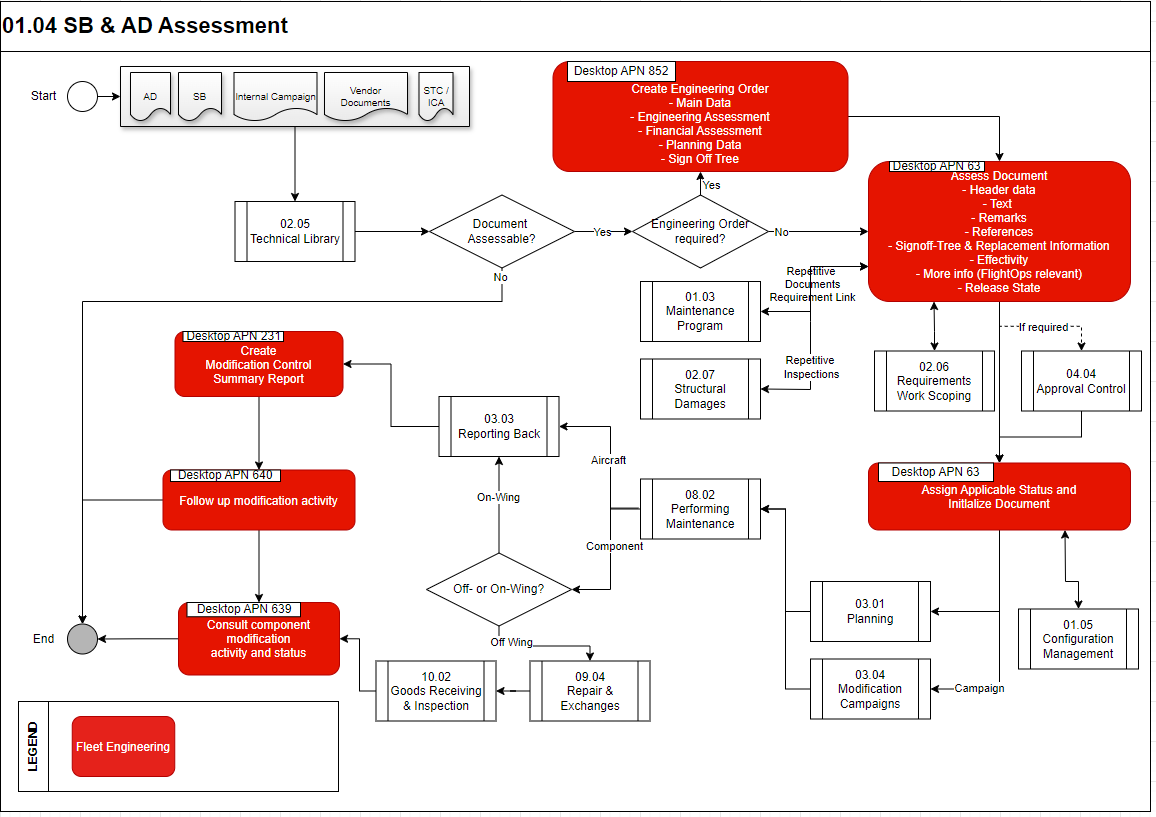 01.04 SB & AD Assessment
Start
AD
SB
Internal Campaign
Vendor
Documents
STC /
ICA
Desktop APN 852
Create Engineering Order
- Main Data
- Engineering Assessment
- Financial Assessment
- Planning Data
- Sign Off Tree
Yes
02.05
Technical Library
Document
Assessable?
Yes
No
Engineering Order
required?
No
Desktop APN 63
Assess Document
- Header data
- Text
- Remarks
- References
- Signoff-Tree & Replacement Information
- Effectivity
- More info (FlightOps relevant)
- Release State
Repetitive
Documents
Requirement Link
01.03
Maintenance
Program
Repetitive
Inspections
02.07
Structural
Damages
If required
02.06
Requirements
Work Scoping
04.04
Approval Control
Desktop APN 231
Create
Modification Control
Summary Report
03.03
Reporting Back
Aircraft
Desktop APN 640
Follow up modification activity
On-Wing
08.02
Performing
Maintenance
Component
Desktop APN 63
Assign Applicable Status and
Initlalize Document
Off- or On-Wing?
Off Wing
03.01
Planning
01.05
Configuration
Management
Desktop APN 639
Consult component
modification
activity and status
End
10.02
Goods Receiving
& Inspection
09.04
Repair &
Exchanges
03.04
Modification
Campaigns
Campaign
LEGEND
Fleet Engineering